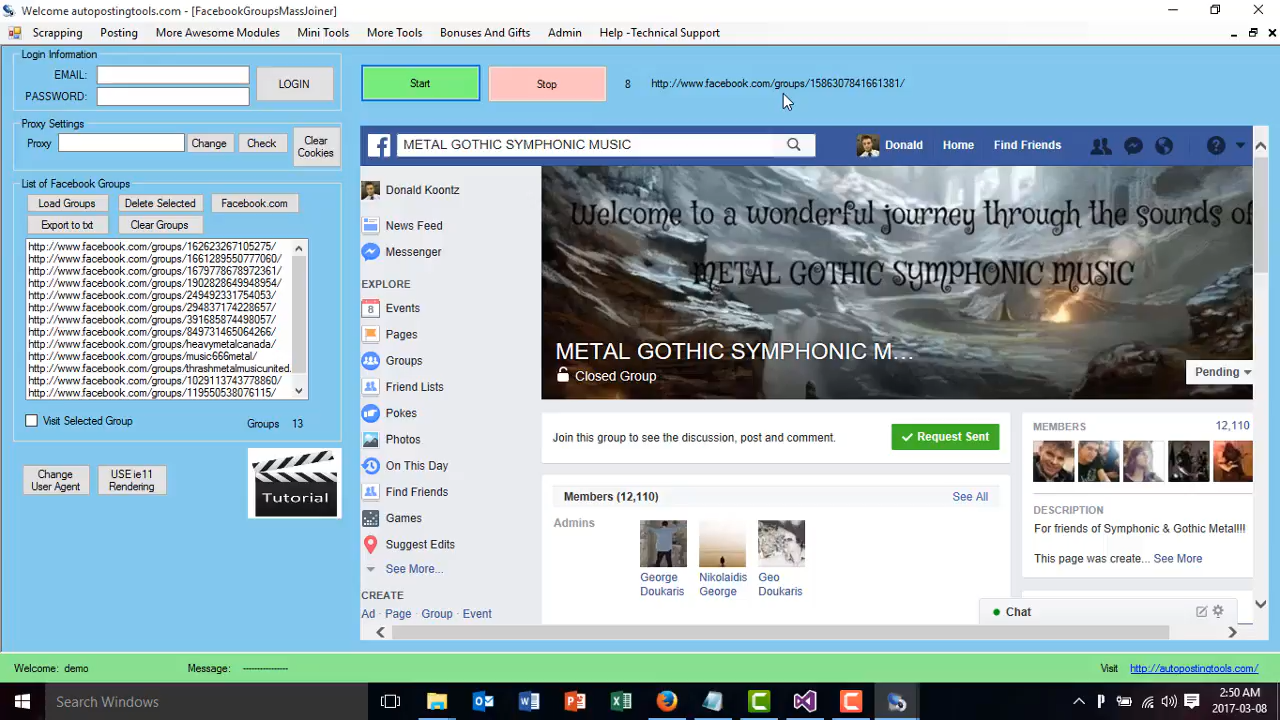 Welcome autopostingtools.com - [FacebookGroupsMassJoiner]
Scrapping Posting More Awesome Modules Mini Tools More Tools Bonuses And Gifts Admin Help -Technical Support
Login Information
EMAIL:
PASSWORD:
LOGIN
Start
Stop
8
http://www.facebook.com/groups/1586307841661381/
Proxy Settings
Proxy
Change
Check
Clear
Cookies
List of Facebook Groups
Load Groups
Delete Selected
Facebook.com
Export to txt
Clear Groups
http://www.facebook.com/groups/162623267105275/
http://www.facebook.com/groups/1661289550777060/
http://www.facebook.com/groups/1679778678972361/
http://www.facebook.com/groups/1902828649948954/
http://www.facebook.com/groups/249492331754053/
http://www.facebook.com/groups/294837174228657/
http://www.facebook.com/groups/391685874498057/
http://www.facebook.com/groups/849731465064266/
http://www.facebook.com/groups/heavymetalcanada/
http://www.facebook.com/groups/music666metal/
http://www.facebook.com/groups/thrashmetalmusicunited.
http://www.facebook.com/groups/1029113743778860/
http://www.facebook.com/groups/119550538076115/
Visit Selected Group
Groups 13
Change
User Agent
USE ie11
Rendering
Tutorial
METAL GOTHIC SYMPHONIC MUSIC
Donald
Home
Find Friends
Donald Koontz
News Feed
Messenger
EXPLORE
8
Events
Pages
Groups
Friend Lists
Pokes
Photos
On This Day
Find Friends
Games
Suggest Edits
See More...
CREATE
Ad · Page · Group · Event
Welcome to a wonderful journey through the sounds of
METAL GOTHIC SYMPHONIC MUSIC
METAL GOTHIC SYMPHONIC M...
Closed Group
Pending
Join this group to see the discussion, post and comment.
Request Sent
Members (12,110)
See All
Admins
George
Doukaris
Nikolaidis
George
Geo
Doukaris
MEMBERS
12,110
DESCRIPTION
For friends of Symphonic & Gothic Metal!!!
This page was create... See More
Chat
Welcome: demo
Message: ---------------
Visit
http://autopostingtools.com/
Search Windows
2:50 AM
2017-03-08